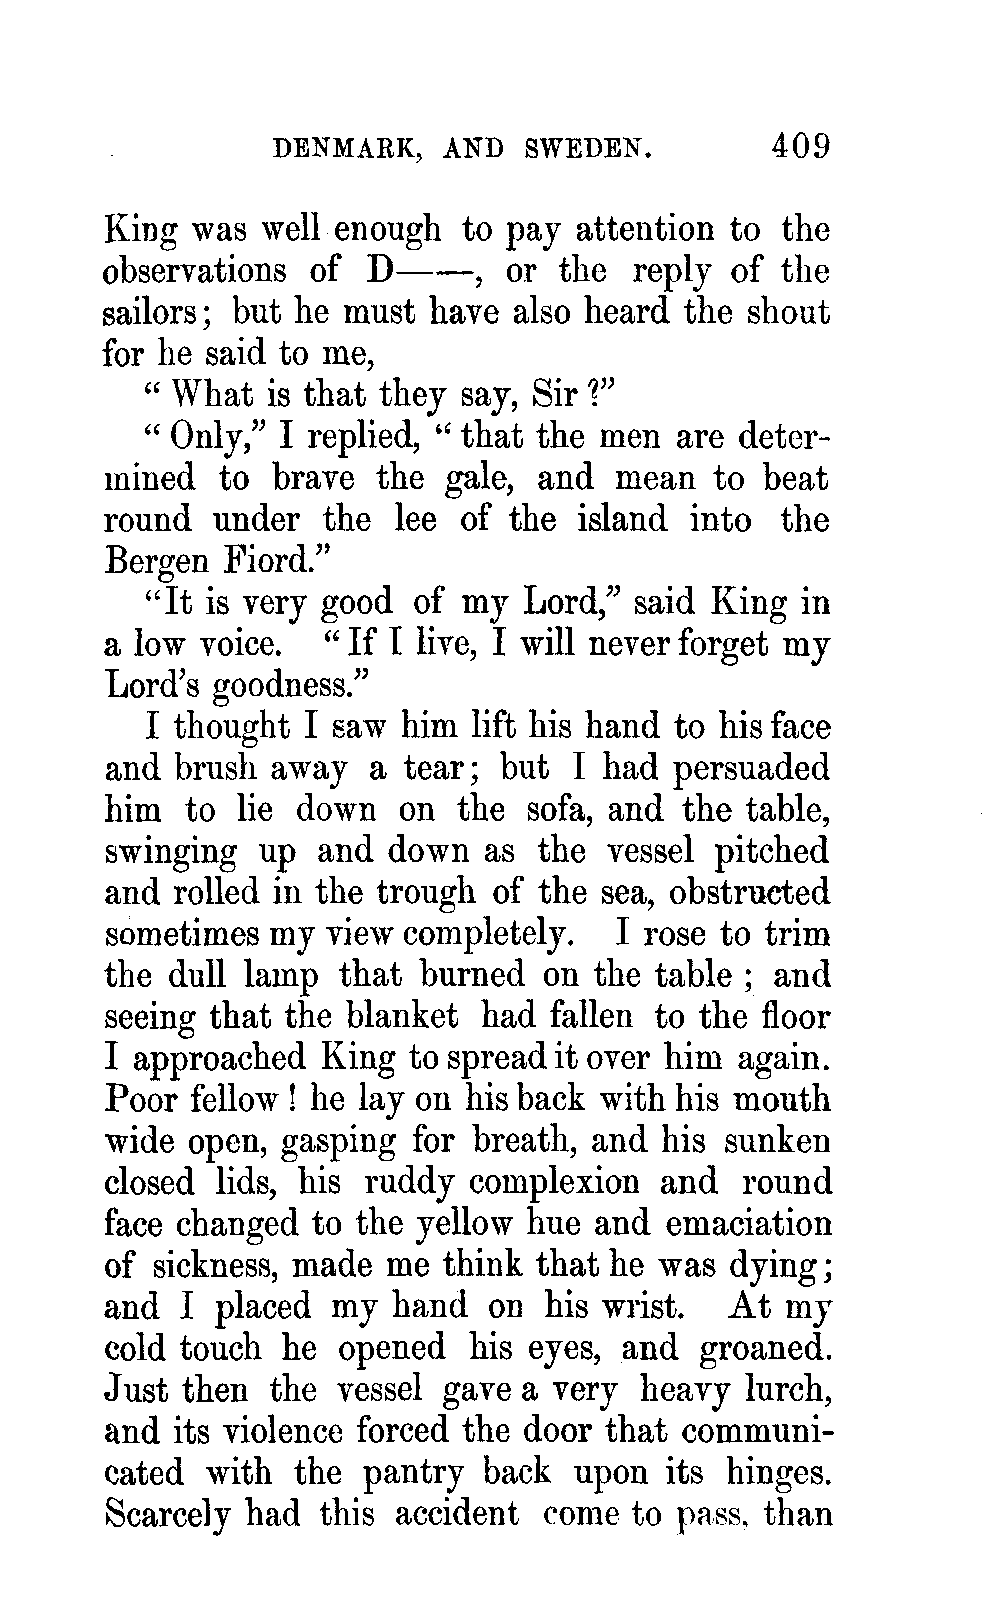 DENMARK, AND SWEDEN. 409
King was well enough to pay attention to the
observations of D——, or the reply of the
sailors; but he must have also heard the shout
for he said to me,
“ What is that they say, Sir ?”
“ Only,” I replied, “ that the men are deter-
mined to brave the gale, and mean to beat
round under the lee of the island into the
Bergen Fiord.”
“It is very good of my Lord,” said King in
a low voice. “ If I live, I will never forget my
Lord’s goodness.”
I thought I saw him lift his hand to his face
and brush away a tear; but I had persuaded
him to lie down on the sofa, and the table,
swinging up and down as the vessel pitched
and rolled in the trough of the sea, obstructed
sometimes my view completely. I rose to trim
the dull lamp that burned on the table ; and
seeing that the blanket had fallen to the floor
I approached King to spread it over him again.
Poor fellow ! he lay on his back with his mouth
wide open, gasping for breath, and his sunken
closed lids, his ruddy complexion and round
face changed to the yellow hue and emaciation
of sickness, made me think that he was dying;
and I placed my hand on his wrist. At my
cold touch he opened his eyes, and groaned.
Just then the vessel gave a very heavy lurch,
and its violence forced the door that communi-
cated with the pantry back upon its hinges.
Scarcely had this accident come to pass, than